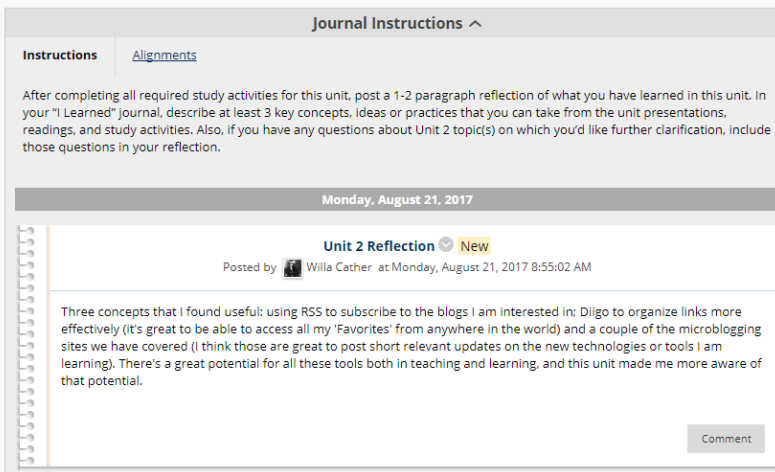 Journal Instructions
Instructions
Alignments
After completing all required study activities for this unit, post a 1-2 paragraph reflection of what you have learned in this unit. In
your “I Learned” journal, describe at least 3 key concepts, ideas or practices that you can take from the unit presentations,
readings, and study activities. Also, if you have any questions about Unit 2 topic(s) on which you’d like further clarification, include
those questions in your reflection.
Monday, August 21, 2017
Unit 2 Reflection New
Posted by Willa Cather at Monday, August 21, 2017 8:55:02 AM
Three concepts that I found useful: using RSS to subscribe to the blogs I am interested in; Diigo to organize links more
effectively (it's great to be able to access all my 'Favorites' from anywhere in the world) and a couple of the microblogging
sites we have covered (I think those are great to post short relevant updates on the new technologies or tools I am
learning). There's a great potential for all these tools both in teaching and learning, and this unit made me more aware of
that potential.
Comment